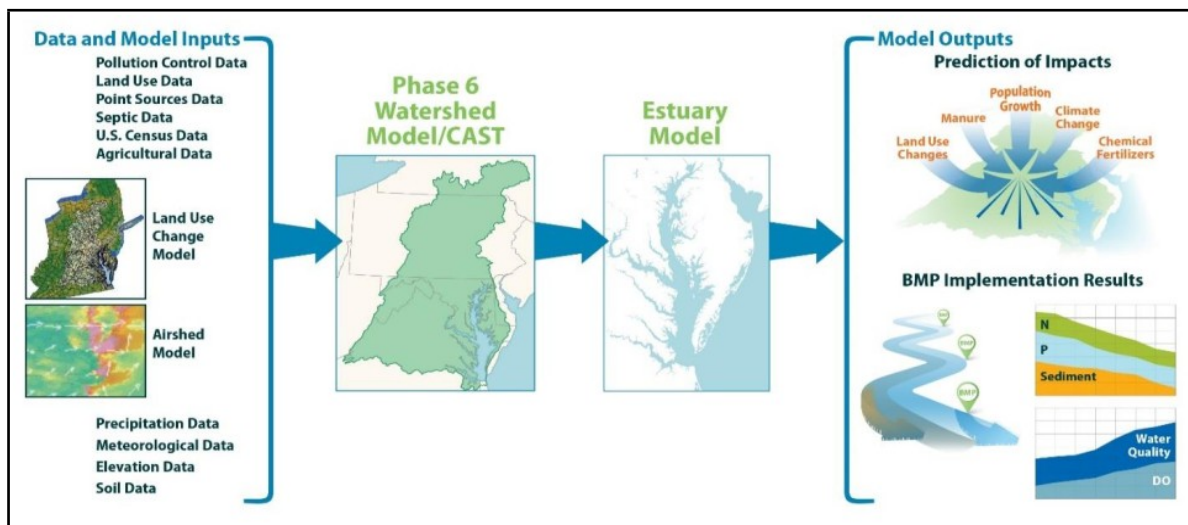 Data and Model Inputs
Pollution Control Data
Land Use Data
Point Sources Data
Septic Data
U.S. Census Data
Agricultural Data
Land Use
Change
Model
Airshed
Model
Precipitation Data
Meteorological Data
Elevation Data
Soil Data
Phase 6
Watershed
Model/CAST
Estuary
Model
Model Outputs
Prediction of Impacts
Population
Growth
Manure
Climate
Change
Land Use
Changes
Chemical
Fertilizers
BMP Implementation Results
BMP
BMP
BMP
N
P
Sediment
Water
Quality
DO